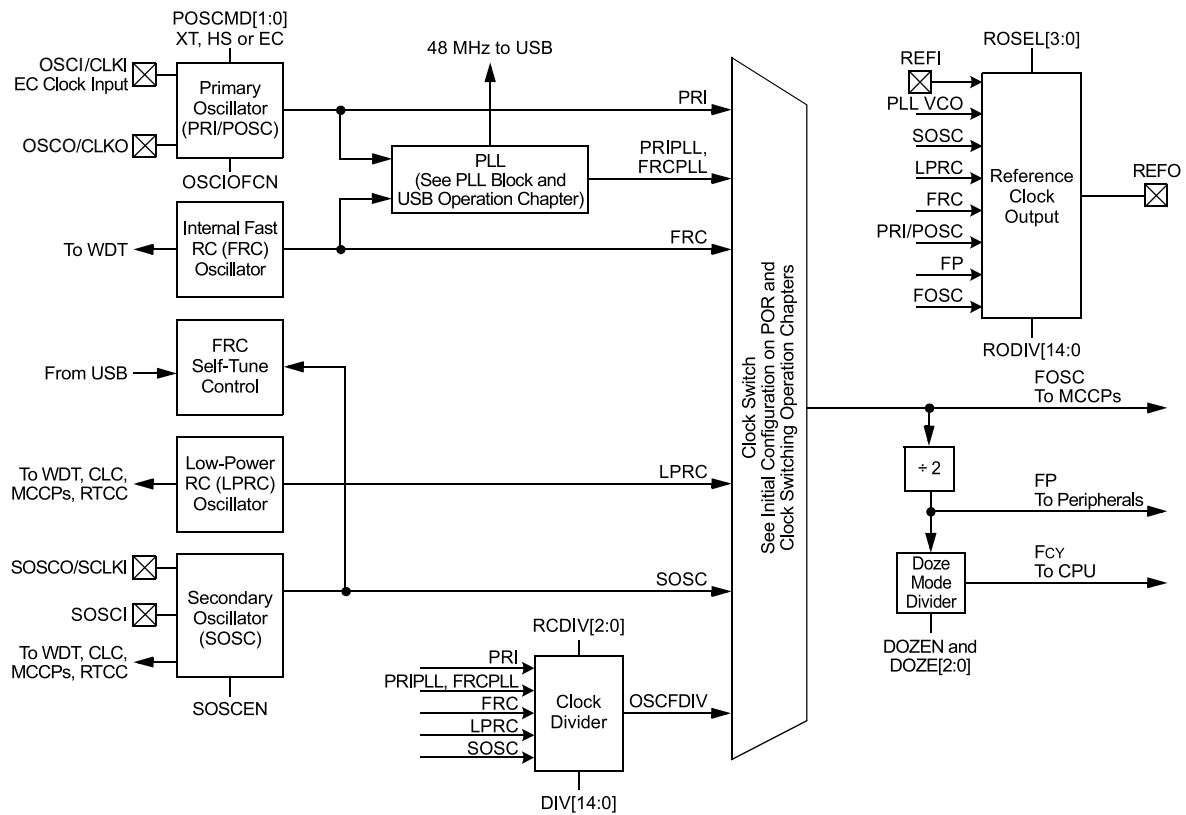 POSCMD[1:0]
XT, HS or EC
OSCI/CLKI
EC Clock Input
OSCO/CLKO
Primary
Oscillator
(PRI/POSC)
OSCIOFCN
48 MHz to USB
PRI
PLL
(See PLL Block and
USB Operation Chapter)
PRIPLL,
FRCPLL
To WDT
Internal Fast
RC (FRC)
Oscillator
FRC
From USB
FRC
Self-Tune
Control
To WDT, CLC,
MCCPs, RTCC
Low-Power
RC (LPRC)
Oscillator
LPRC
SOSCO/SCLKI
SOSCI
To WDT, CLC,
MCCPs, RTCC
Secondary
Oscillator
(SOSC)
SOSCEN
SOSC
RCDIV[2:0]
PRI
PRIPLL, FRCPLL
FRC
LPRC
SOSC
Clock
Divider
OSCFDIV
DIV[14:0]
Clock Switch
See Initial Configuration on POR and
Clock Switching Operation Chapters
ROSEL[3:0]
REFI
PLL VCO
SOSC
LPRC
FRC
PRI/POSC
FP
FOSC
Reference
Clock
Output
REFO
RODIV[14:0
FOSC
To MCCPs
÷ 2
FP
To Peripherals
Doze
Mode
Divider
FCY
To CPU
DOZEN and
DOZE[2:0]